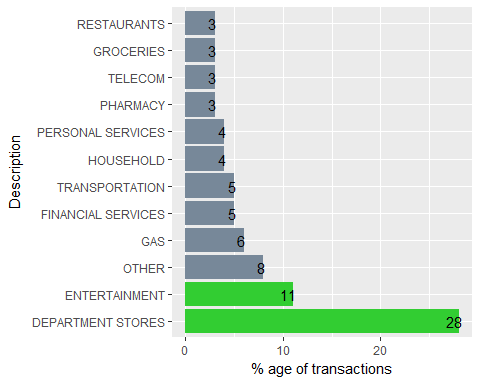 RESTAURANTS 3
GROCERIES 3
TELECOM 3
PHARMACY 3
PERSONAL SERVICES 4
HOUSEHOLD 4
TRANSPORTATION 5
FINANCIAL SERVICES 5
GAS 6
OTHER 8
ENTERTAINMENT 11
DEPARTMENT STORES 28
0 10 20
% age of transactions
Description